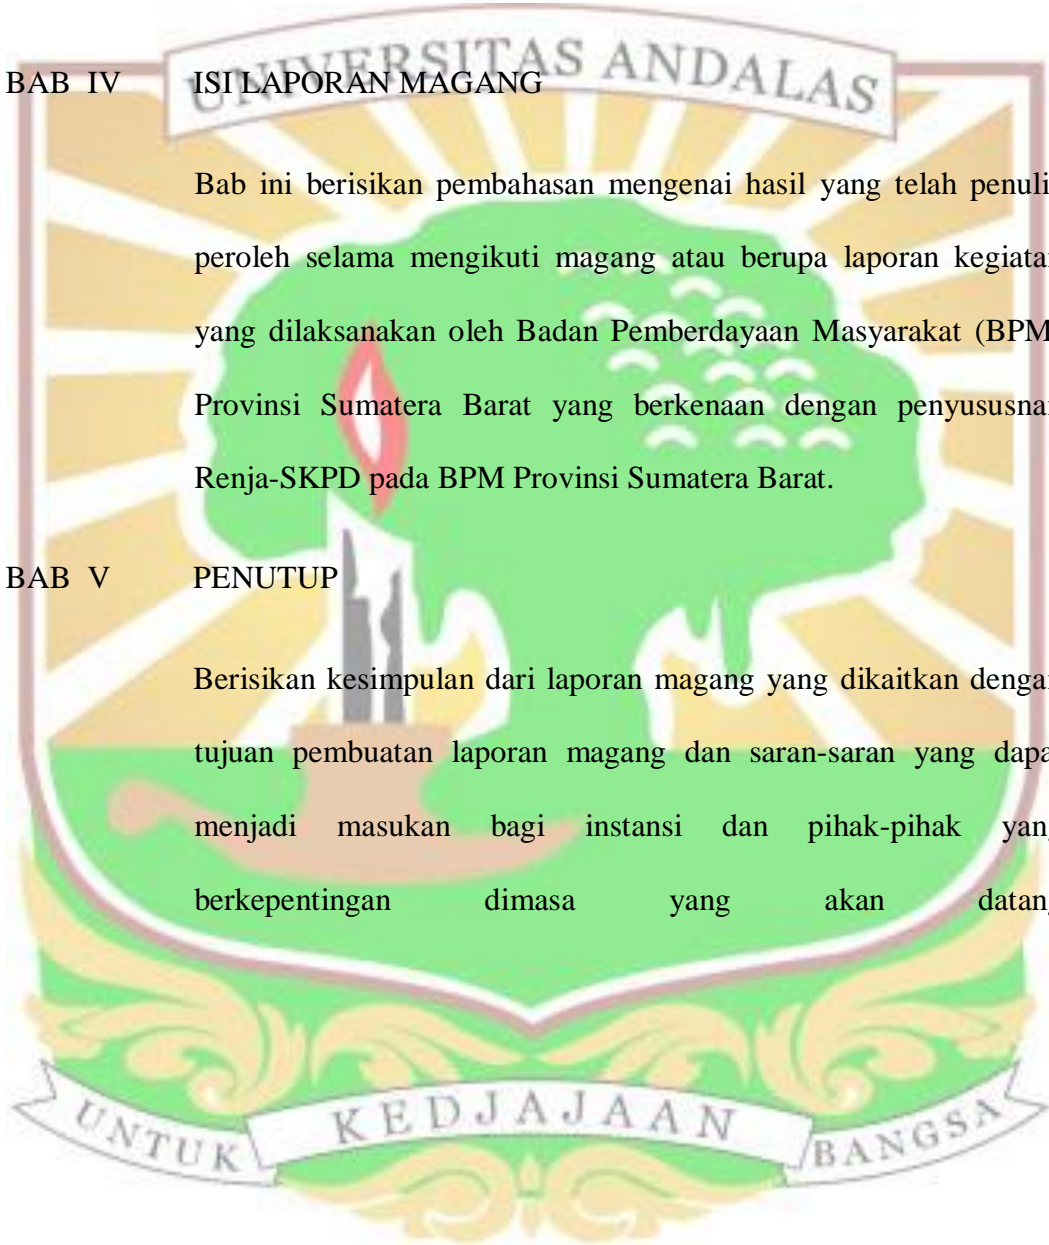 UNIVERSITAS ANDALAS
BAB IV ISI LAPORAN MAGANG
Bab ini berisikan pembahasan mengenai hasil yang telah penuli
peroleh selama mengikuti magang atau berupa laporan kegiata
yang dilaksanakan oleh Badan Pemberdayaan Masyarakat (BPM
Provinsi Sumatera Barat yang berkenaan dengan penyususna
Renja-SKPD pada BPM Provinsi Sumatera Barat.
BAB V PENUTUP
Berisikan kesimpulan dari laporan magang yang dikaitkan denga
tujuan pembuatan laporan magang dan saran-saran yang dapa
menjadi masukan bagi instansi dan pihak-pihak yan
berkepentingan dimasa yang akan datan
UNTUK KEDJAJAAN BANGSA